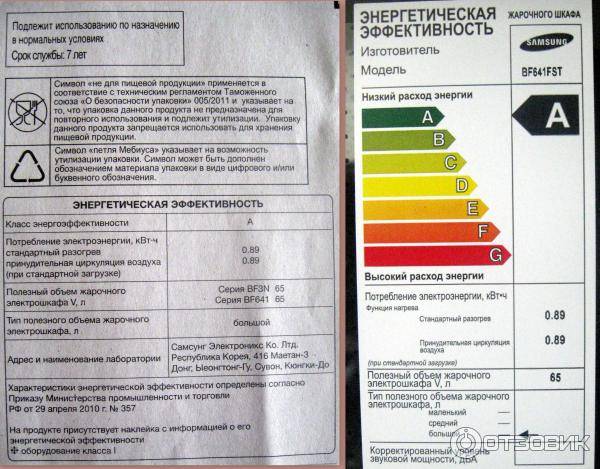 Подлежит использованию по назначению
в нормальных условиях
Срок службы: 7 лет
Символ «не для пищевой продукции» применяется в
соответствие с техническим регламентом Таможенного
союза «О безопасности упаковки» 005/2011 и указывает на
то, что упаковка данного продукта не предназначена для
повторного использования и подлежит утилизации. Упаковку
данного продукта запрещается использовать для хранения
пищевой продукции.
Символ «петля Мебиуса» указывает на возможность
утилизации упаковки. Символ может быть дополнен
обозначением материала упаковки в виде цифрового и/или
буквенного обозначения.
ЭНЕРГЕТИЧЕСКАЯ ЭФФЕКТИВНОСТЬ
Класс энергоэффективности A
Потребление электроэнергии, кВт·ч
стандартный разогрев 0.89
принудительная циркуляция воздуха 0.89
(при стандартной загрузке)
Полезный объем жарочного Серия BF3N 65
электрошкафа V, л Серия BF641 65
Тип полезного объема жарочного
электрошкафа, л большой
Адрес и наименование лаборатории
Самсунг Электроникс Ко. Лтд.
Республика Корея, 416 Маетан-3
Донг, Ыеонгтонг-Гу, Сувон, Кюнгки-До
Характеристики энергетической эффективности определены согласно
Приказу Министерства промышленности и торговли
РФ от 29 апреля 2010 г. № 357
На продукте присутствует наклейка с информацией о его
энергетической эффективности
оборудование класса I
ЭНЕРГЕТИЧЕСКАЯ ЖАРОЧНОГО ШКАФА
ЭФФЕКТИВНОСТЬ
Изготовитель SAMSUNG
Модель BF641FST
Низкий расход энергии
A
A
B
C
D
E
F
G
Высокий расход энергии
Потребление электроэнергии, кВт·ч
Функция нагрева
Стандартный разогрев 0.89
Принудительная циркуляция 0.89
воздуха
(при стандартной загрузке)
Полезный объем жарочного 65
электрошкафа V, л
Тип полезного объема жарочного
электрошкафа, л
маленький
средний
большой
Корректированный уровень
звуковой мощности, дБА
ОТЗОВИК